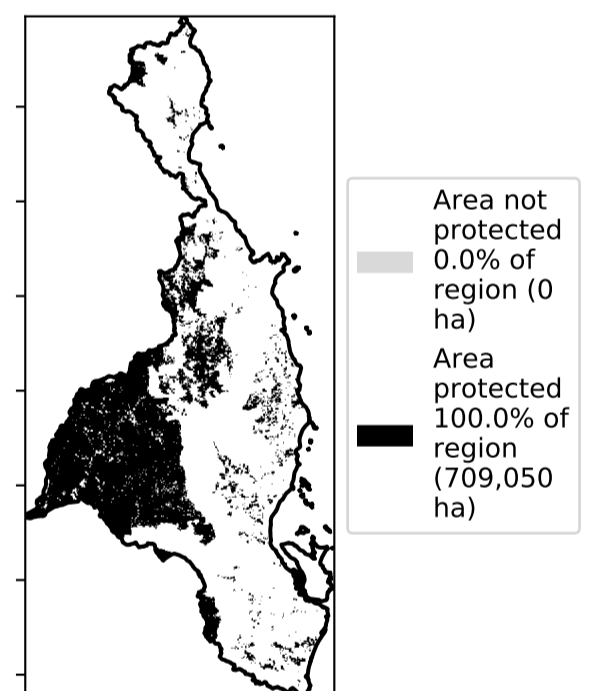 Area not
protected
0.0% of
region (0
ha)
Area
protected
100.0% of
region
(709,050
ha)